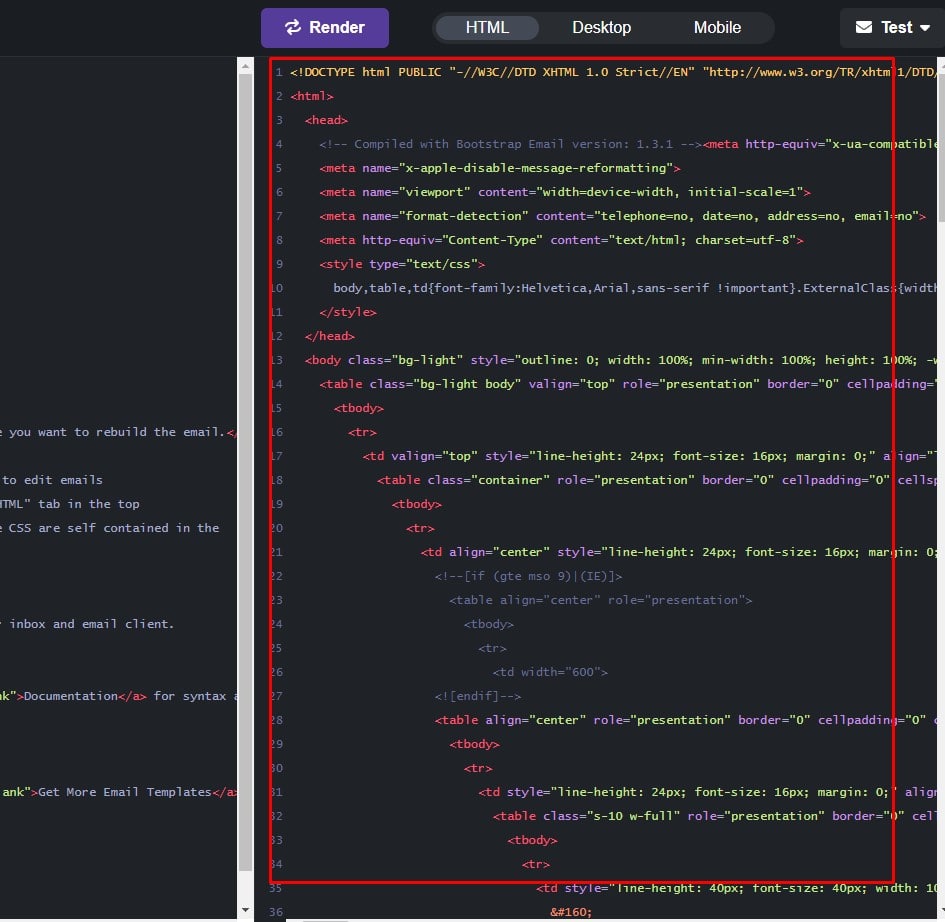 Render HTML Desktop Mobile Test
e you want to rebuild the email.</
to edit emails
HTML" tab in the top
e CSS are self contained in the
inbox and email client.
nk">Documentation</a> for syntax a
ank">Get More Email Templates</a>
1 <!DOCTYPE html PUBLIC "-//W3C//DTD XHTML 1.0 Strict//EN" "http://www.w3.org/TR/xhtml1/DTD/
2 <html>
3 <head>
4 <!-- Compiled with Bootstrap Email version: 1.3.1 --><meta http-equiv="x-ua-compatible
5 <meta name="x-apple-disable-message-reformatting">
6 <meta name="viewport" content="width=device-width, initial-scale=1">
7 <meta name="format-detection" content="telephone=no, date=no, address=no, email=no">
8 <meta http-equiv="Content-Type" content="text/html; charset=utf-8">
9 <style type="text/css">
10 body,table,td{font-family:Helvetica,Arial,sans-serif !important}.ExternalClass{width
11 </style>
12 </head>
13 <body class="bg-light" style="outline: 0; width: 100%; min-width: 100%; height: 100%; -w
14 <table class="bg-light body" valign="top" role="presentation" border="0" cellpadding="
15 <tbody>
16 <tr>
17 <td valign="top" style="line-height: 24px; font-size: 16px; margin: 0;" align="l
18 <table class="container" role="presentation" border="0" cellpadding="0" cellsp
19 <tbody>
20 <tr>
21 <td align="center" style="line-height: 24px; font-size: 16px; margin: 0;
22 <!--[if (gte mso 9)|(IE)]>
23 <table align="center" role="presentation">
24 <tbody>
25 <tr>
26 <td width="600">
27 <![endif]-->
28 <table align="center" role="presentation" border="0" cellpadding="0" c
29 <tbody>
30 <tr>
31 <td style="line-height: 24px; font-size: 16px; margin: 0;" align
32 <table class="s-10 w-full" role="presentation" border="0" cell
33 <tbody>
34 <tr>
35 <td style="line-height: 40px; font-size: 40px; width: 10
36 &#160;